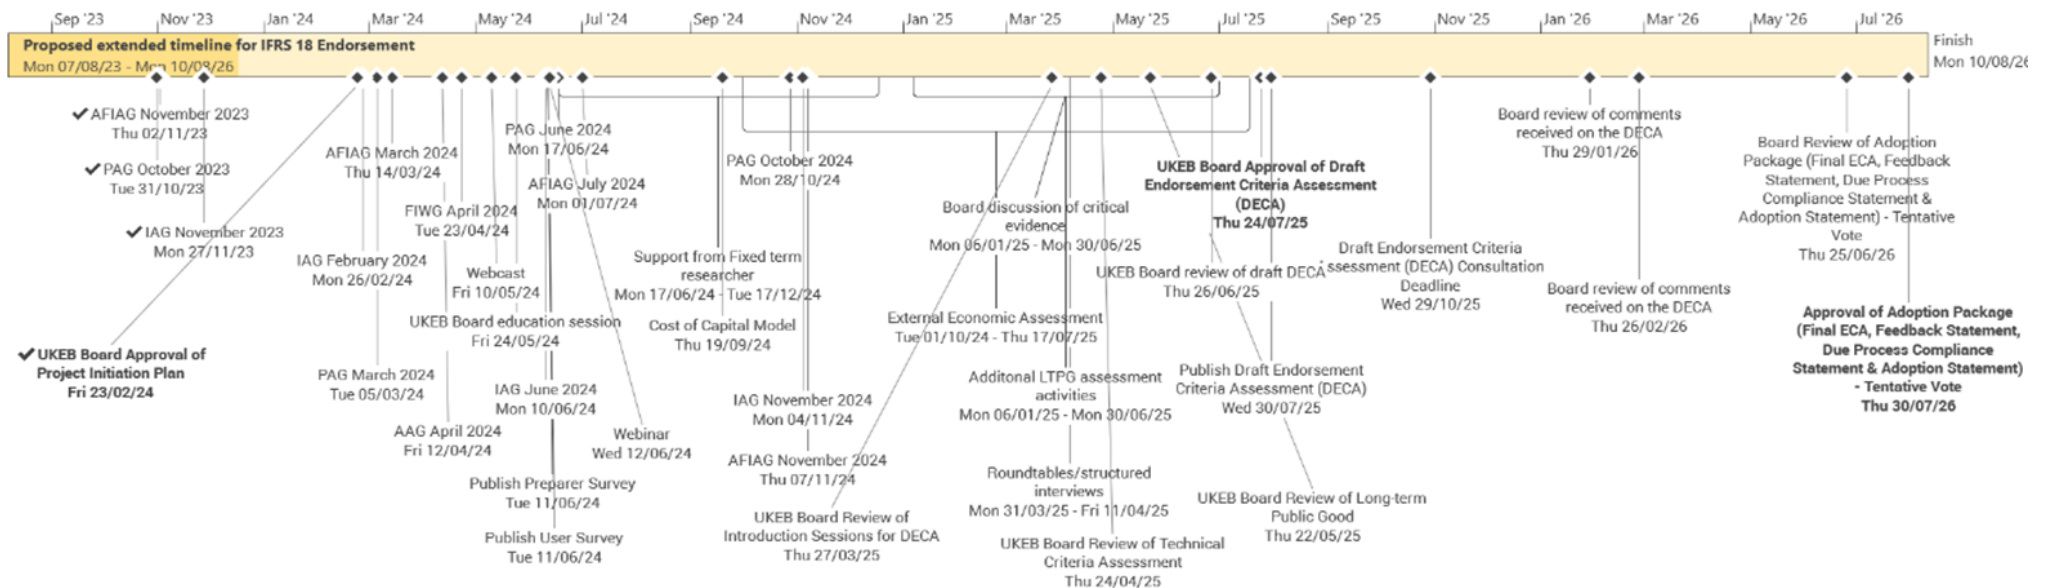 Sep '23
Nov '23
Jan '24
Mar '24
May '24
Jul '24
Sep '24
Nov '24
Jan '25
Mar '25
May '25
Jul '25
Sep '25
Nov '25
Jan '26
Mar '26
May '26
Jul '26
Proposed extended timeline for IFRS 18 Endorsement
Mon 07/08/23 - Mon 10/08/26
Finish
Mon 10/08/26
AFIAG November 2023
Thu 02/11/23
PAG October 2023
Tue 31/10/23
IAG November 2023
Mon 27/11/23
UKEB Board Approval of
Project Initiation Plan
Fri 23/02/24
IAG February 2024
Mon 26/02/24
PAG March 2024
Tue 05/03/24
AFIAG March 2024
Thu 14/03/24
AAG April 2024
Fri 12/04/24
FIWG April 2024
Tue 23/04/24
Webcast
Fri 10/05/24
UKEB Board education session
Fri 24/05/24
IAG June 2024
Mon 10/06/24
Publish Preparer Survey
Tue 11/06/24
Publish User Survey
Tue 11/06/24
Webinar
Wed 12/06/24
PAG June 2024
Mon 17/06/24
AFIAG July 2024
Mon 01/07/24
Support from Fixed term
researcher
Mon 17/06/24 - Tue 17/12/24
Cost of Capital Model
Thu 19/09/24
PAG October 2024
Mon 28/10/24
IAG November 2024
Mon 04/11/24
AFIAG November 2024
Thu 07/11/24
UKEB Board Review of
Introduction Sessions for DECA
Thu 27/03/25
Board discussion of critical
evidence
Mon 06/01/25 - Mon 30/06/25
External Economic Assessment
Tue 01/10/24 - Thu 17/07/25
Additonal LTPG assessment
activities
Mon 06/01/25 - Mon 30/06/25
Roundtables/structured
interviews
Mon 31/03/25 - Fri 11/04/25
UKEB Board Review of Technical
Criteria Assessment
Thu 24/04/25
UKEB Board Approval of Draft
Endorsement Criteria Assessment
(DECA)
Thu 24/07/25
UKEB Board review of draft DECA
Thu 26/06/25
Publish Draft Endorsement
Criteria Assessment (DECA)
Wed 30/07/25
UKEB Board Review of Long-term
Public Good
Thu 22/05/25
Draft Endorsement Criteria
ssessment (DECA) Consultation
Deadline
Wed 29/10/25
Board review of comments
received on the DECA
Thu 29/01/26
Board review of comments
received on the DECA
Thu 26/02/26
Board Review of Adoption
Package (Final ECA, Feedback
Statement, Due Process
Compliance Statement &
Adoption Statement) - Tentative
Vote
Thu 25/06/26
Approval of Adoption Package
(Final ECA, Feedback Statement,
Due Process Compliance
Statement & Adoption Statement)
- Tentative Vote
Thu 30/07/26